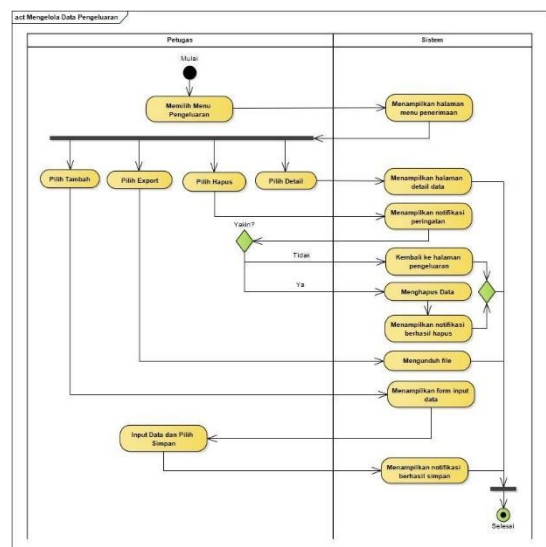 act Mengelola Data Pengeluaran
Petugas
Sistem
Mulai
Memilih Menu
Pengeluaran
Menampilkan halaman
menu penerimaan
Pilih Tambah
Pilih Export
Pilih Hapus
Pilih Detail
Menampilkan halaman
detail data
Menampilkan notifikasi
peringatan
Yakin?
Tidak
Kembali ke halaman
pengeluaran
Ya
Menghapus Data
Menampilkan notifikasi
berhasil hapus
Mengunduh file
Menampilkan form input
data
Input Data dan Pilih
Simpan
Menampilkan notifikasi
berhasil simpan
Selesai